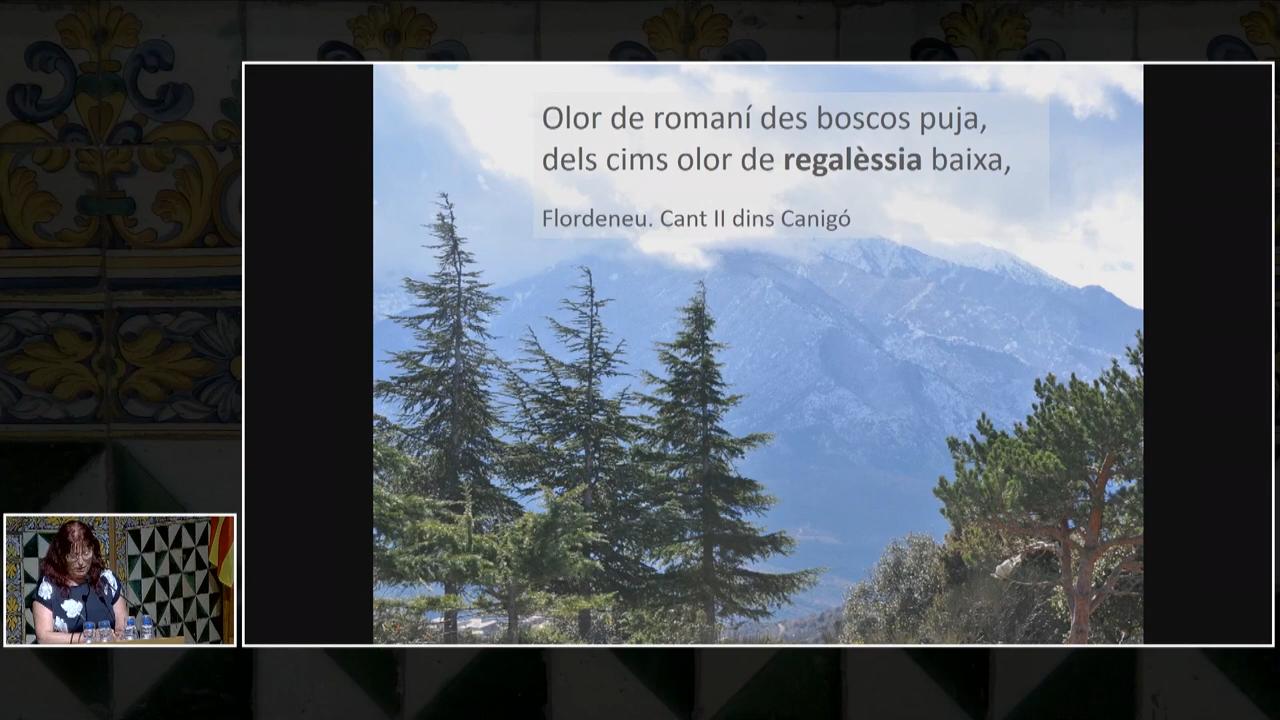 Olor de romaní des boscos puja,
dels cims olor de regalèssia baixa,
Flordeneu. Cant II dins Canigó